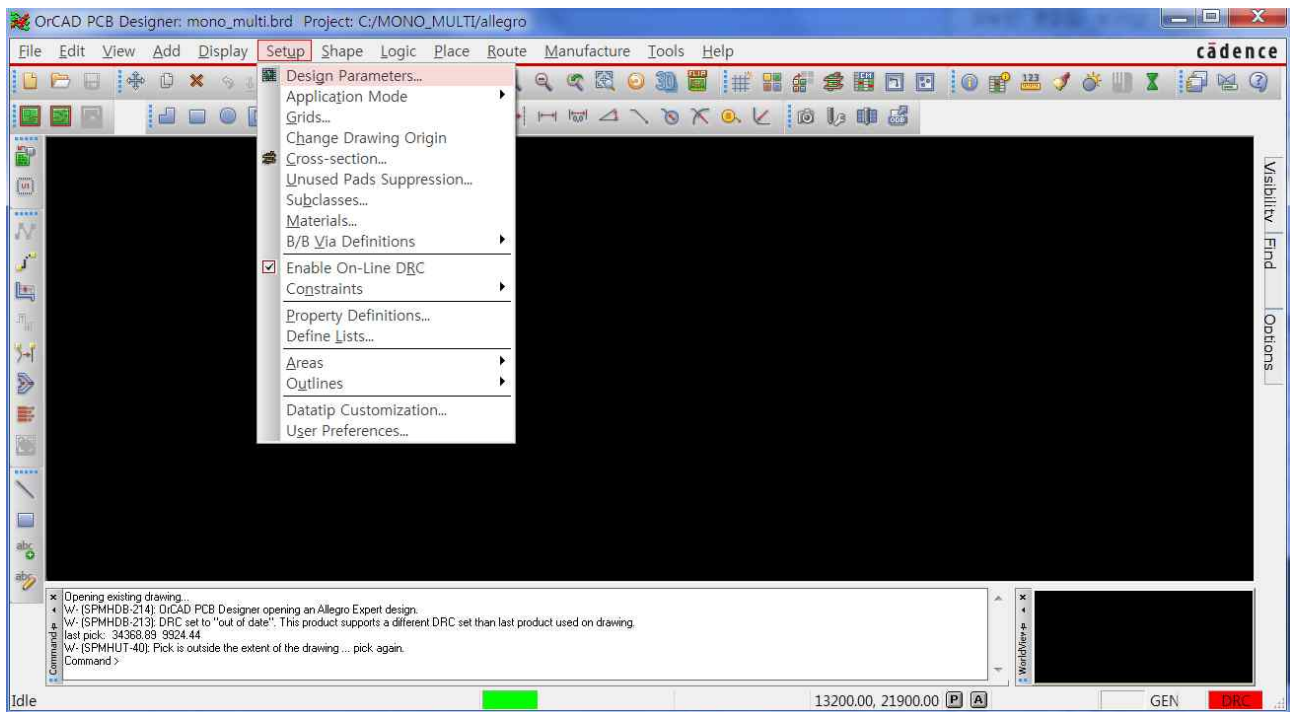 OrCAD PCB Designer: mono_multi.brd Project: C:/MONO_MULTI/allegro
File Edit View Add Display Setup Shape Logic Place Route Manufacture Tools Help
cādence
Design Parameters...
Application Mode
Grids...
Change Drawing Origin
Cross-section...
Unused Pads Suppression...
Subclasses...
Materials...
B/B Via Definitions
Enable On-Line DRC
Constraints
Property Definitions...
Define Lists...
Areas
Outlines
Datatip Customization...
User Preferences...
Visibility
Find
Options
Command
Opening existing drawing...
W- (SPMHDB-214): OrCAD PCB Designer opening an Allegro Expert design.
W- (SPMHDB-213): DRC set to "out of date". This product supports a different DRC set than last product used on drawing.
last pick: 34368.89 9924.44
W- (SPMHUT-40): Pick is outside the extent of the drawing ... pick again.
Command >
WorldView
Idle
13200.00, 21900.00 P A
GEN
DRC